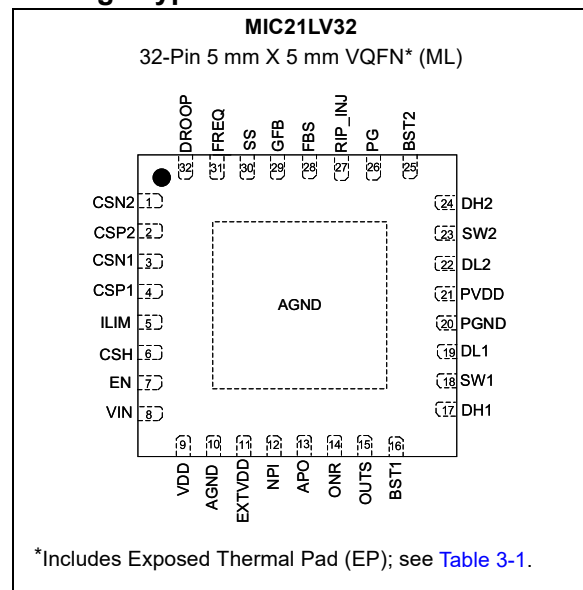 MIC21LV32
32-Pin 5 mm X 5 mm VQFN* (ML)
DROOP
FREQ
SS
GFB
FBS
RIP_INJ
PG
BST2
32
31
30
29
28
27
26
25
CSN2 1
CSP2 2
CSN1 3
CSP1 4
ILIM 5
CSH 6
EN 7
VIN 8
AGND
24 DH2
23 SW2
22 DL2
21 PVDD
20 PGND
19 DL1
18 SW1
17 DH1
9
10
11
12
13
14
15
16
VDD
AGND
EXTVDD
NPI
APO
ONR
OUTS
BST1
*Includes Exposed Thermal Pad (EP); see Table 3-1.